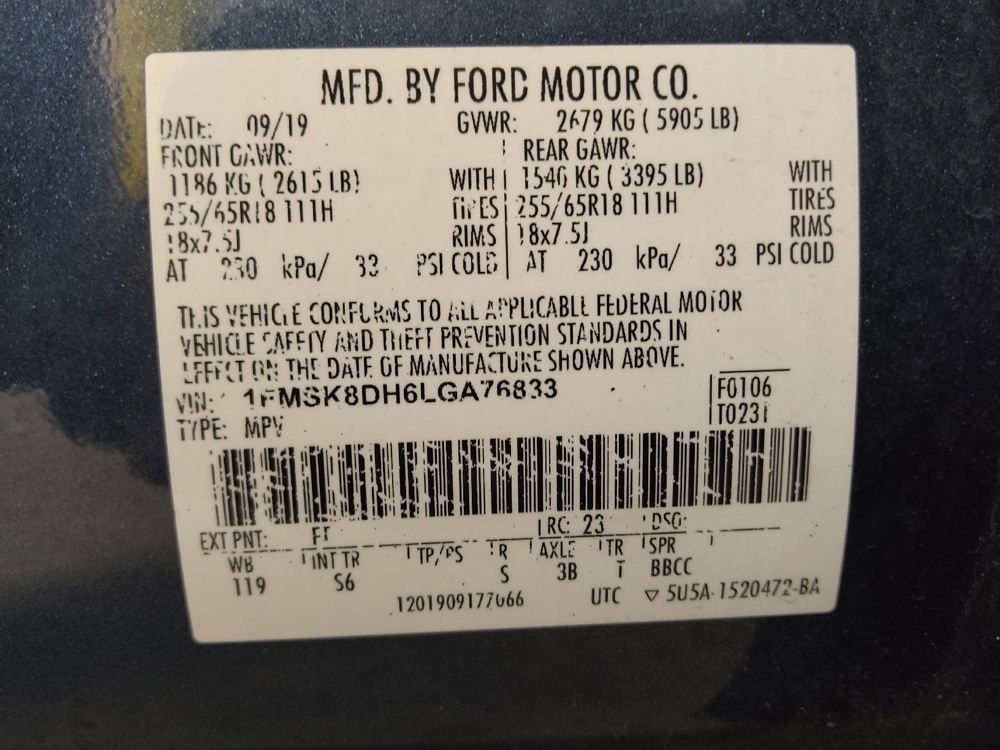 MFD. BY FORD MOTOR CO.
DATE: 09/19 GVWR: 2679 KG ( 5905 LB)
FRONT GAWR: REAR GAWR:
1186 KG ( 2615 LB) WITH 1540 KG ( 3395 LB) WITH
255/65R18 111H TIRES 255/65R18 111H TIRES
18x7.5J RIMS 18x7.5J RIMS
AT 230 kPa/ 33 PSI COLD AT 230 kPa/ 33 PSI COLD
THIS VEHICLE CONFORMS TO ALL APPLICABLE FEDERAL MOTOR
VEHICLE SAFETY AND THEFT PREVENTION STANDARDS IN
EFFECT ON THE DATE OF MANUFACTURE SHOWN ABOVE.
VIN: 1FMSK8DH6LGA76833 F0106
TYPE: MPV T0231
EXT PNT: FT RC: 23 DSO:
WB INT TR TP/PS R AXLE TR SPR
119 S6 S 3B T BBCC
1201909177066 UTC ▽ 5U5A-1520472-BA